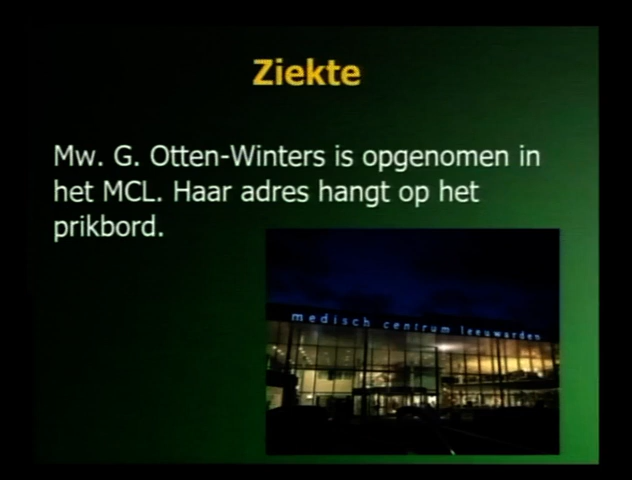 Ziekte
Mw. G. Otten-Winters is opgenomen in
het MCL. Haar adres hangt op het
prikbord.
medisch centrum leeuwarden